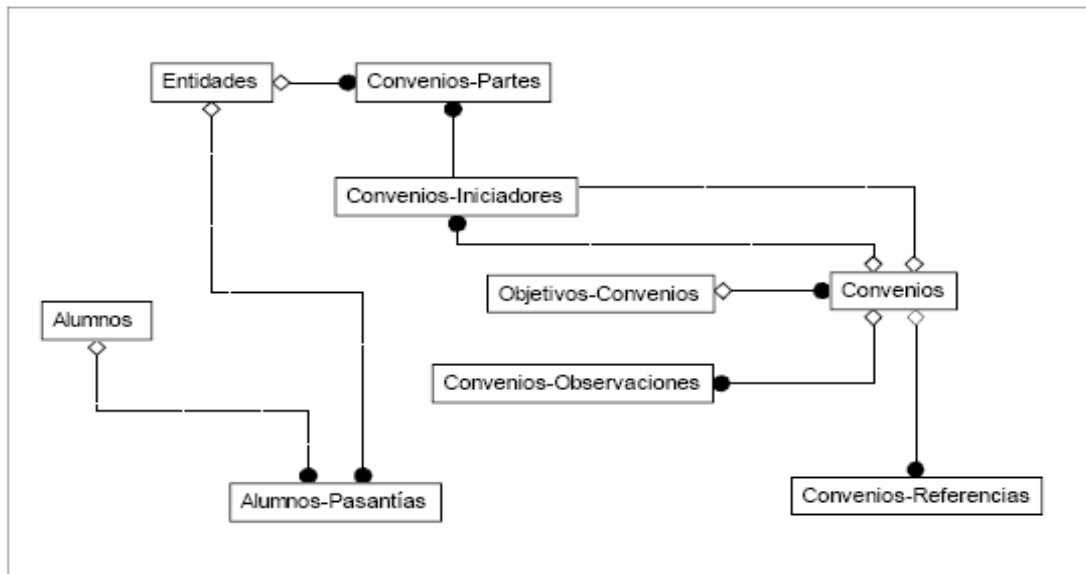 Entidades
Convenios-Partes
Convenios-Iniciadores
Objetivos-Convenios
Convenios
Alumnos
Convenios-Observaciones
Alumnos-Pasantías
Convenios-Referencias